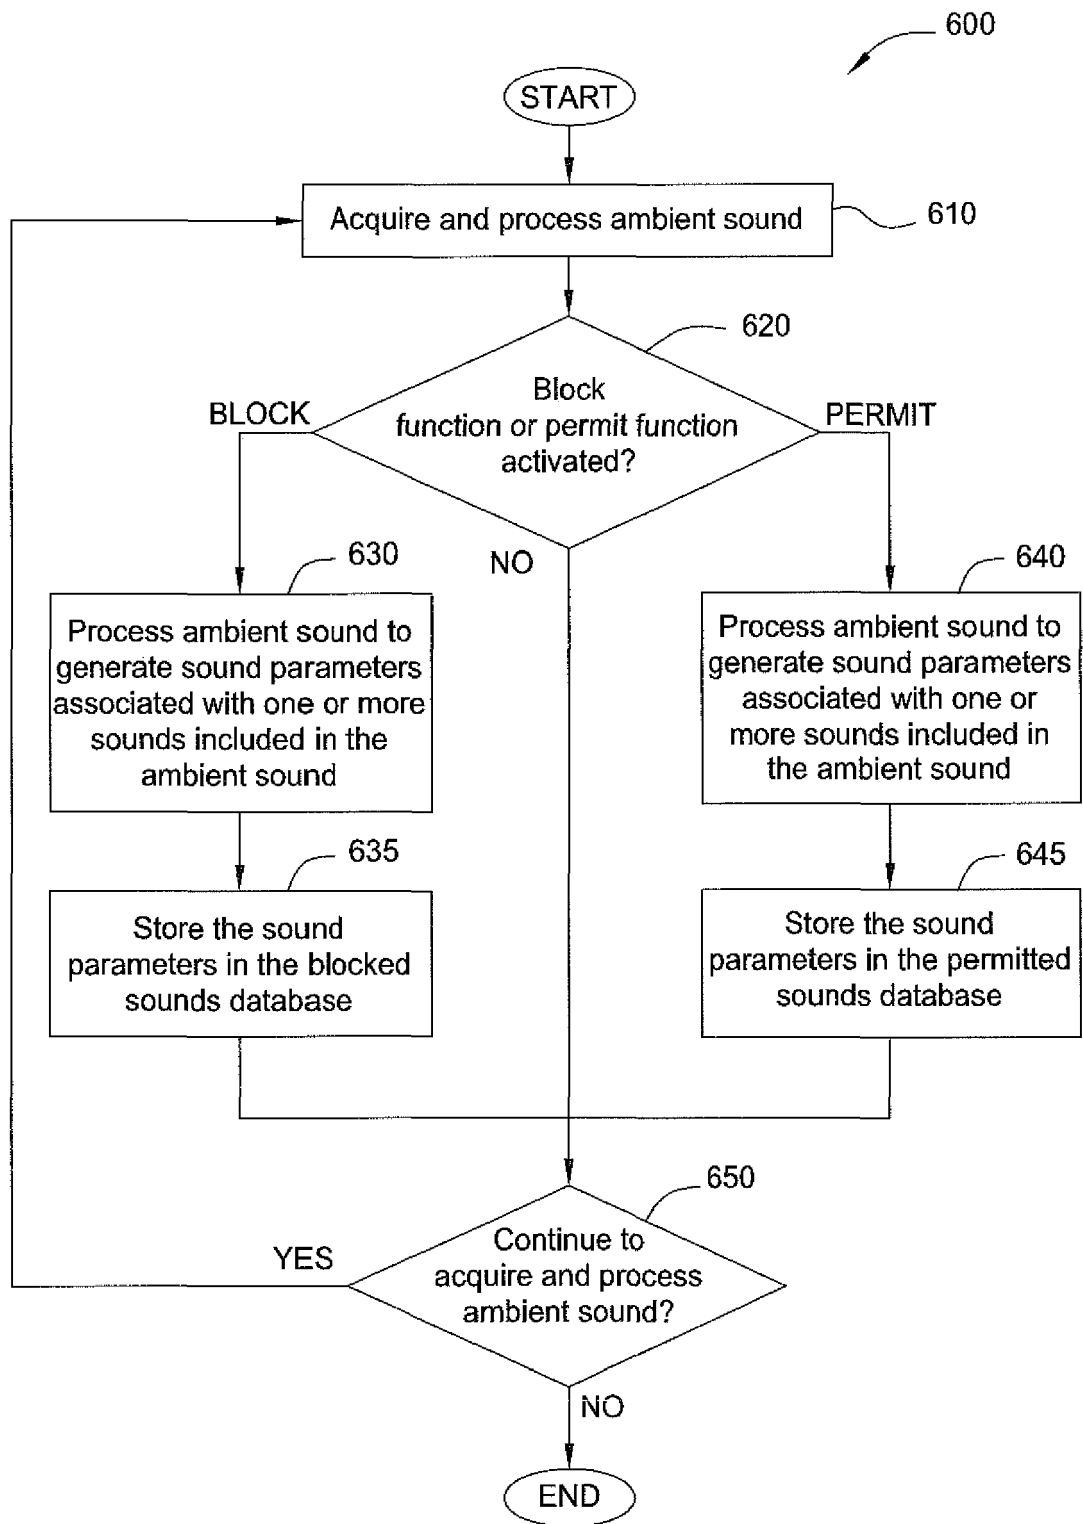 600
START
Acquire and process ambient sound
610
620
Block
function or permit function
activated?
BLOCK
PERMIT
NO
630
Process ambient sound to
generate sound parameters
associated with one or more
sounds included in the
ambient sound
640
Process ambient sound to
generate sound parameters
associated with one or
more sounds included in
the ambient sound
635
Store the sound
parameters in the blocked
sounds database
645
Store the sound
parameters in the permitted
sounds database
650
Continue to
acquire and process
ambient sound?
YES
NO
END